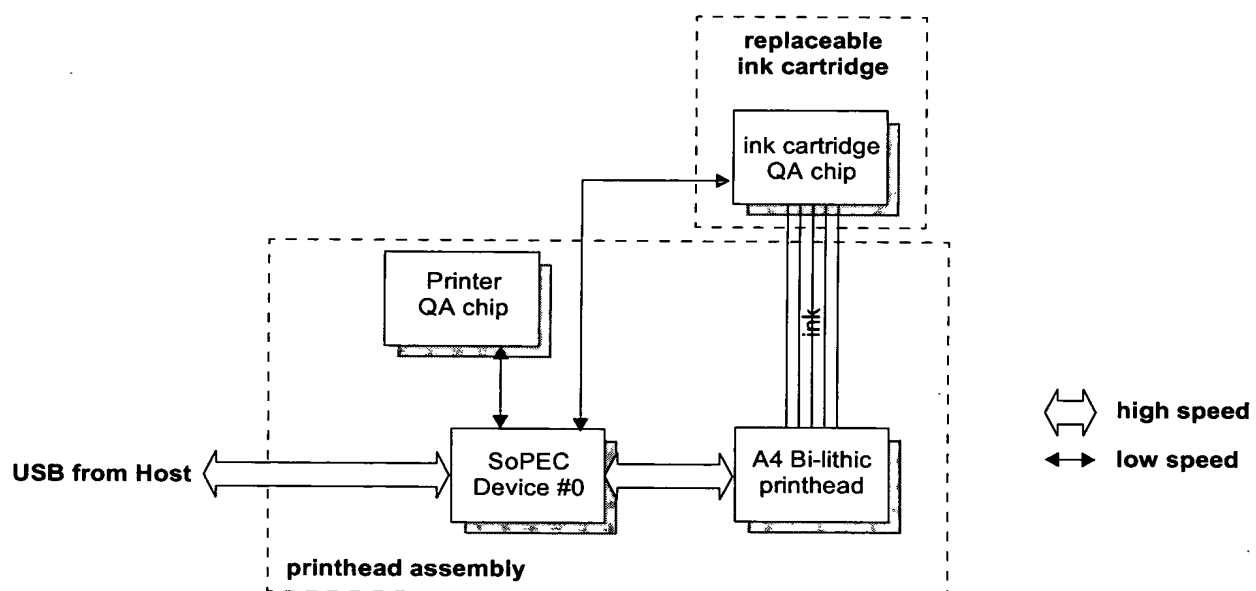 replaceable
ink cartridge
ink cartridge
QA chip
Printer
QA chip
ink
USB from Host
SoPEC
Device #0
A4 Bi-lithic
printhead
high speed
low speed
printhead assembly